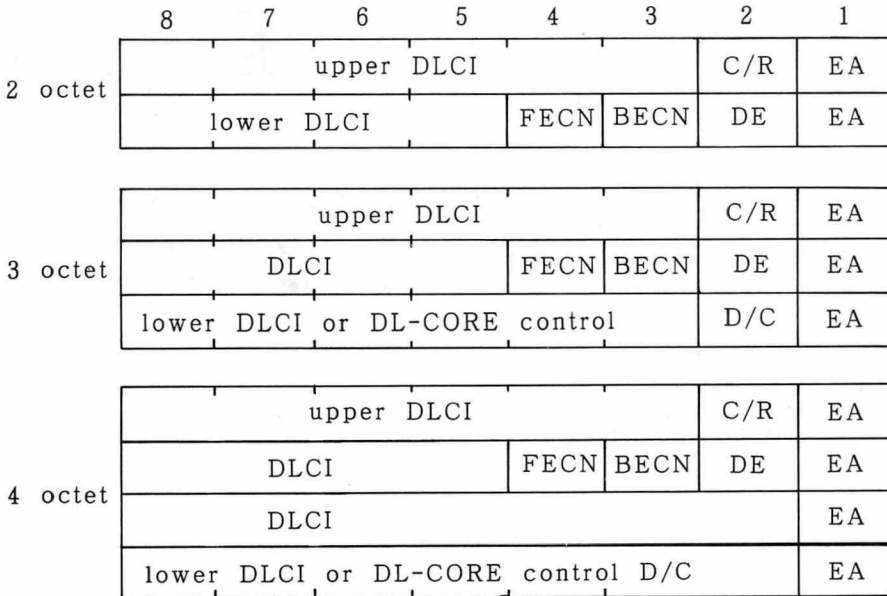 8 7 6 5 4 3 2 1
2 octet
upper DLCI C/R EA
lower DLCI FECN BECN DE EA
3 octet
upper DLCI C/R EA
DLCI FECN BECN DE EA
lower DLCI or DL-CORE control D/C EA
4 octet
upper DLCI C/R EA
DLCI FECN BECN DE EA
DLCI EA
lower DLCI or DL-CORE control D/C EA